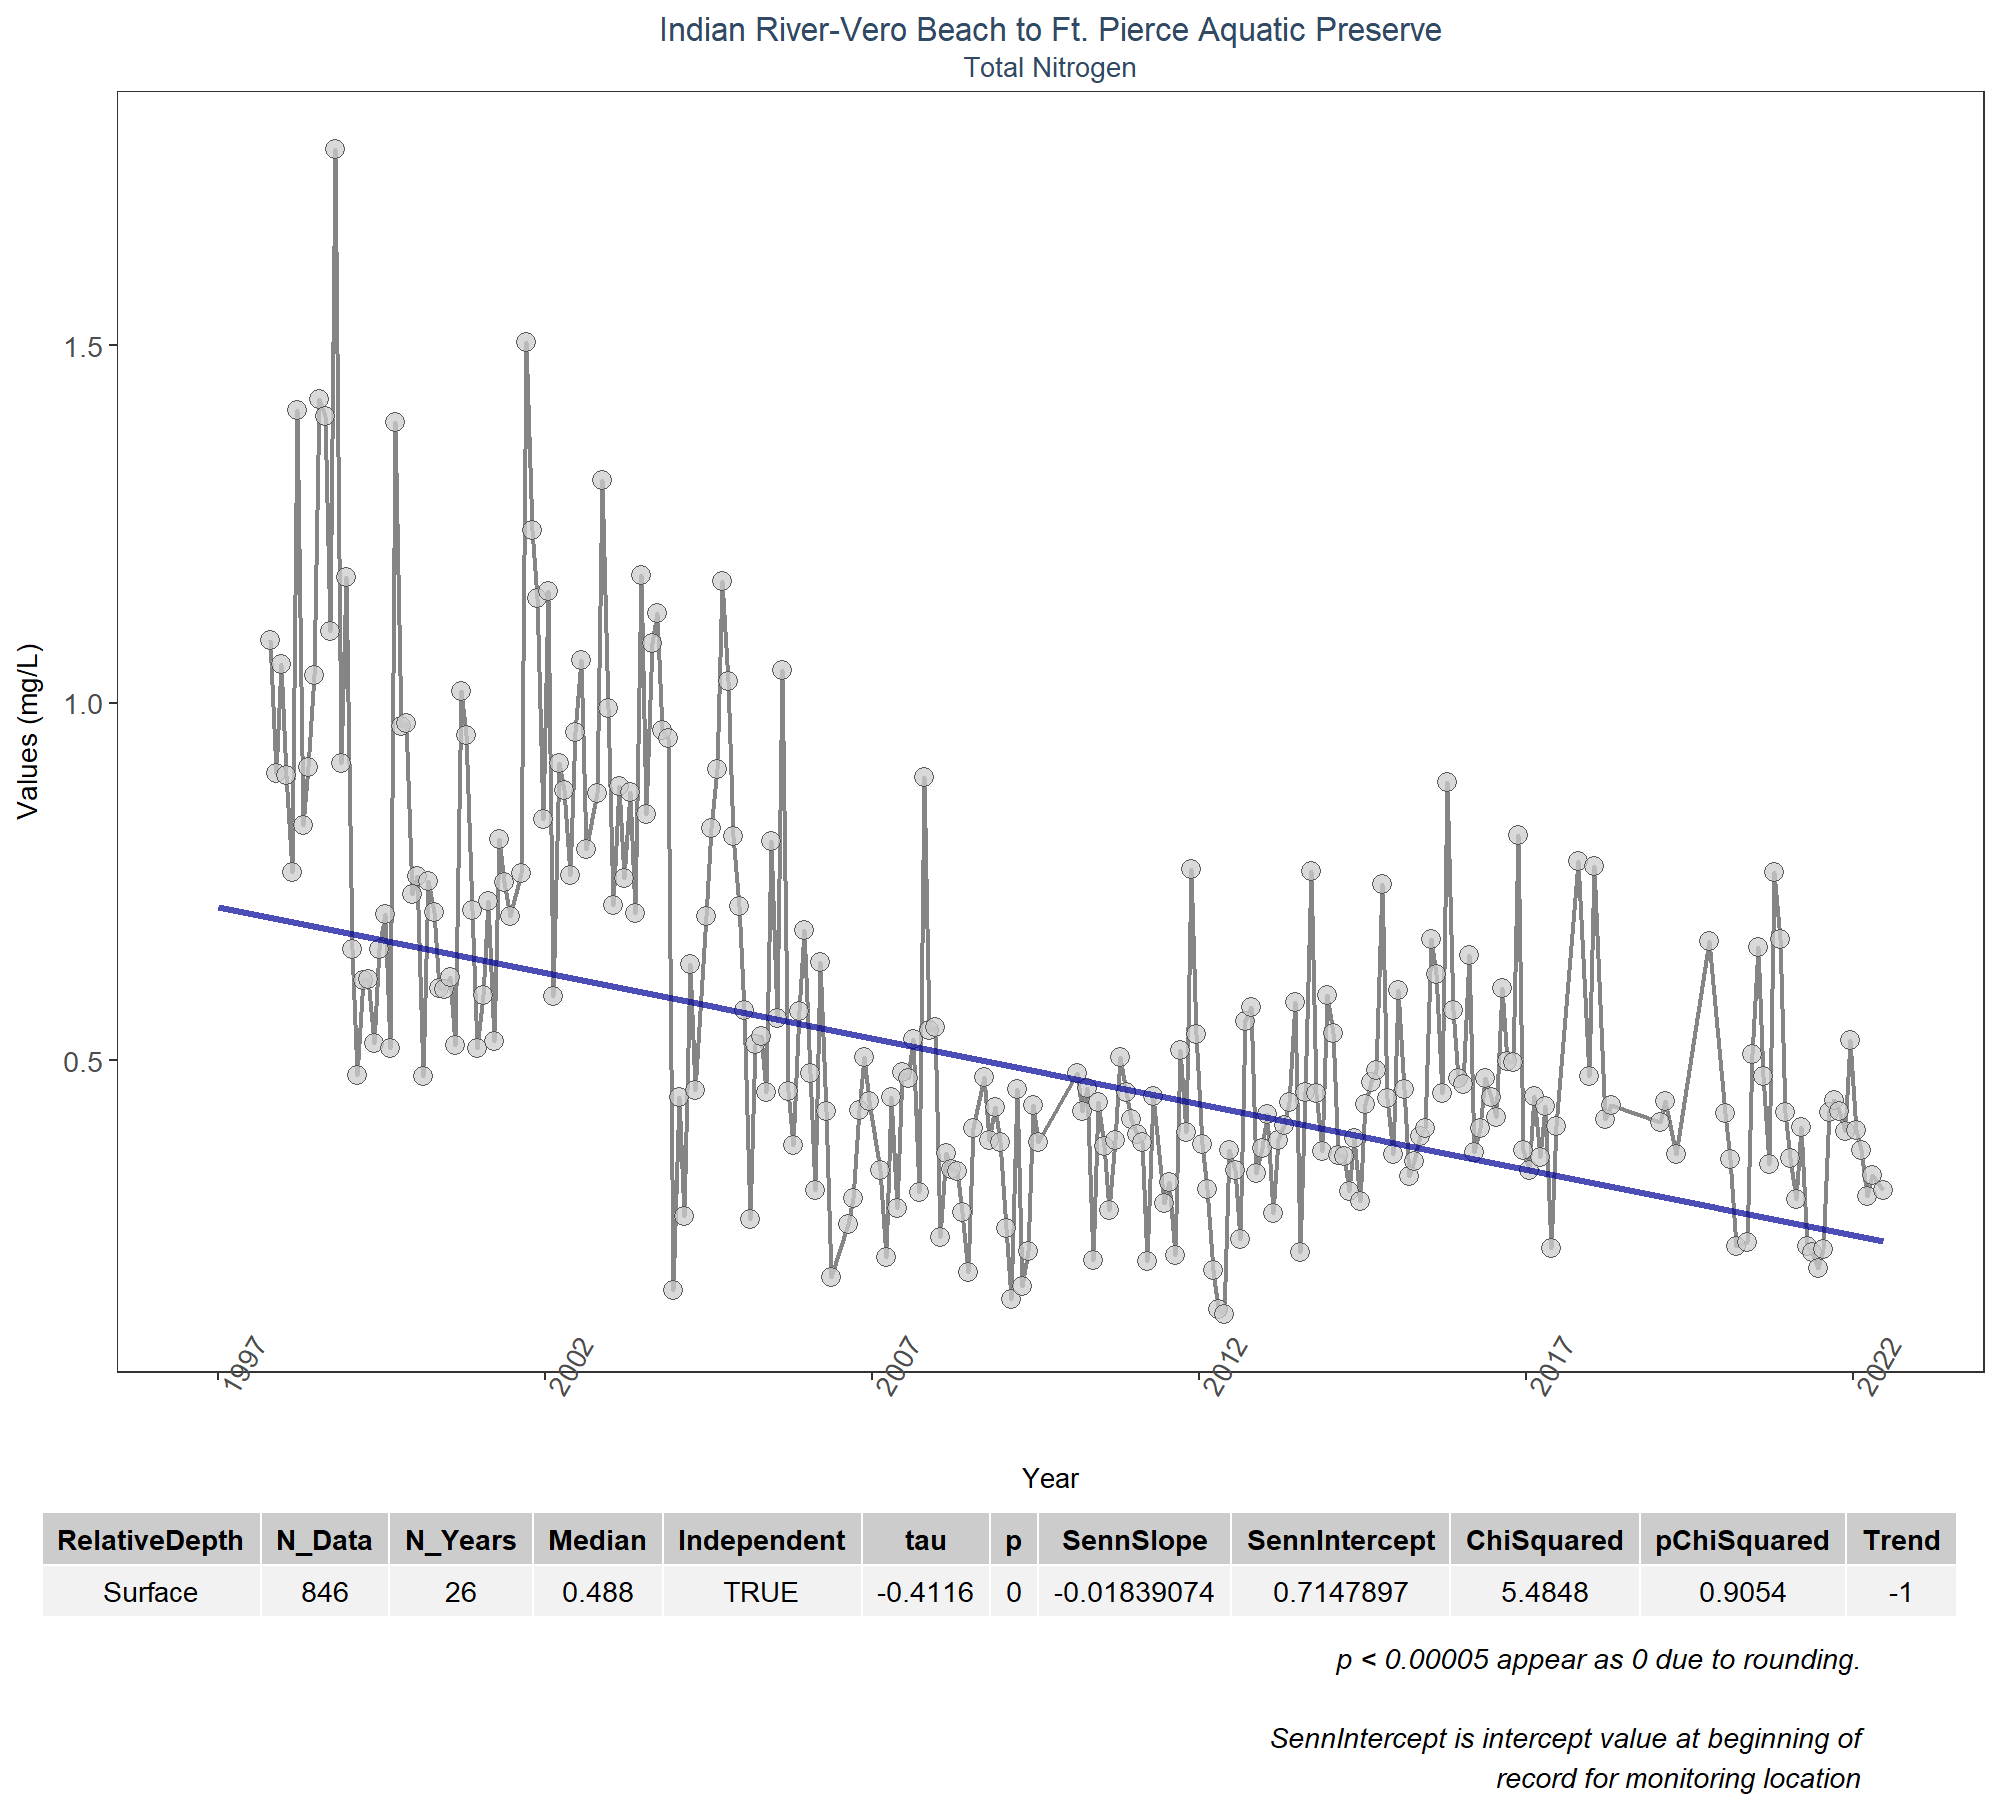 Indian River-Vero Beach to Ft. Pierce Aquatic Preserve
Total Nitrogen
Values (mg/L)
1.5
1.0
0.5
1997 2002 2007 2012 2017 2022
Year
RelativeDepth N_Data N_Years Median Independent tau p SennSlope SennIntercept ChiSquared pChiSquared Trend
Surface 846 26 0.488 TRUE -0.4116 0 -0.01839074 0.7147897 5.4848 0.9054 -1
p < 0.00005 appear as 0 due to rounding.
SennIntercept is intercept value at beginning of
record for monitoring location